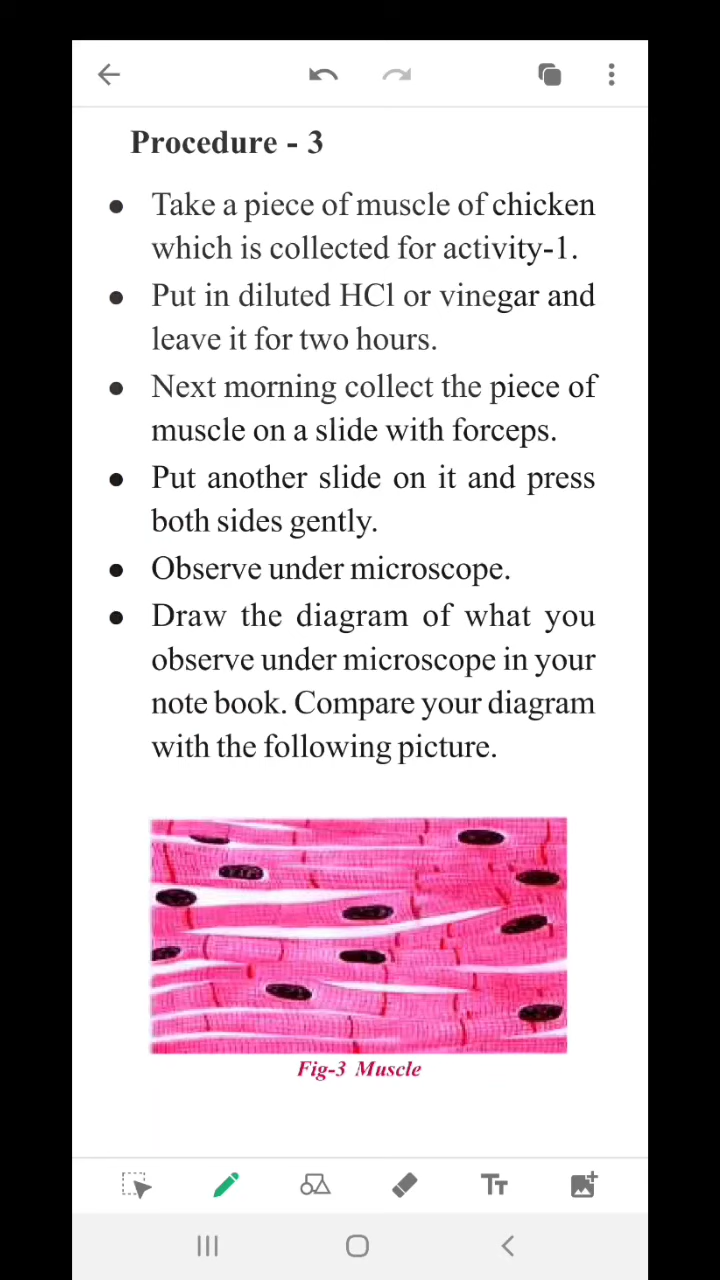 Procedure - 3
● Take a piece of muscle of chicken
which is collected for activity-1.
● Put in diluted HCl or vinegar and
leave it for two hours.
● Next morning collect the piece of
muscle on a slide with forceps.
● Put another slide on it and press
both sides gently.
● Observe under microscope.
● Draw the diagram of what you
observe under microscope in your
note book. Compare your diagram
with the following picture.
Fig-3 Muscle
TT